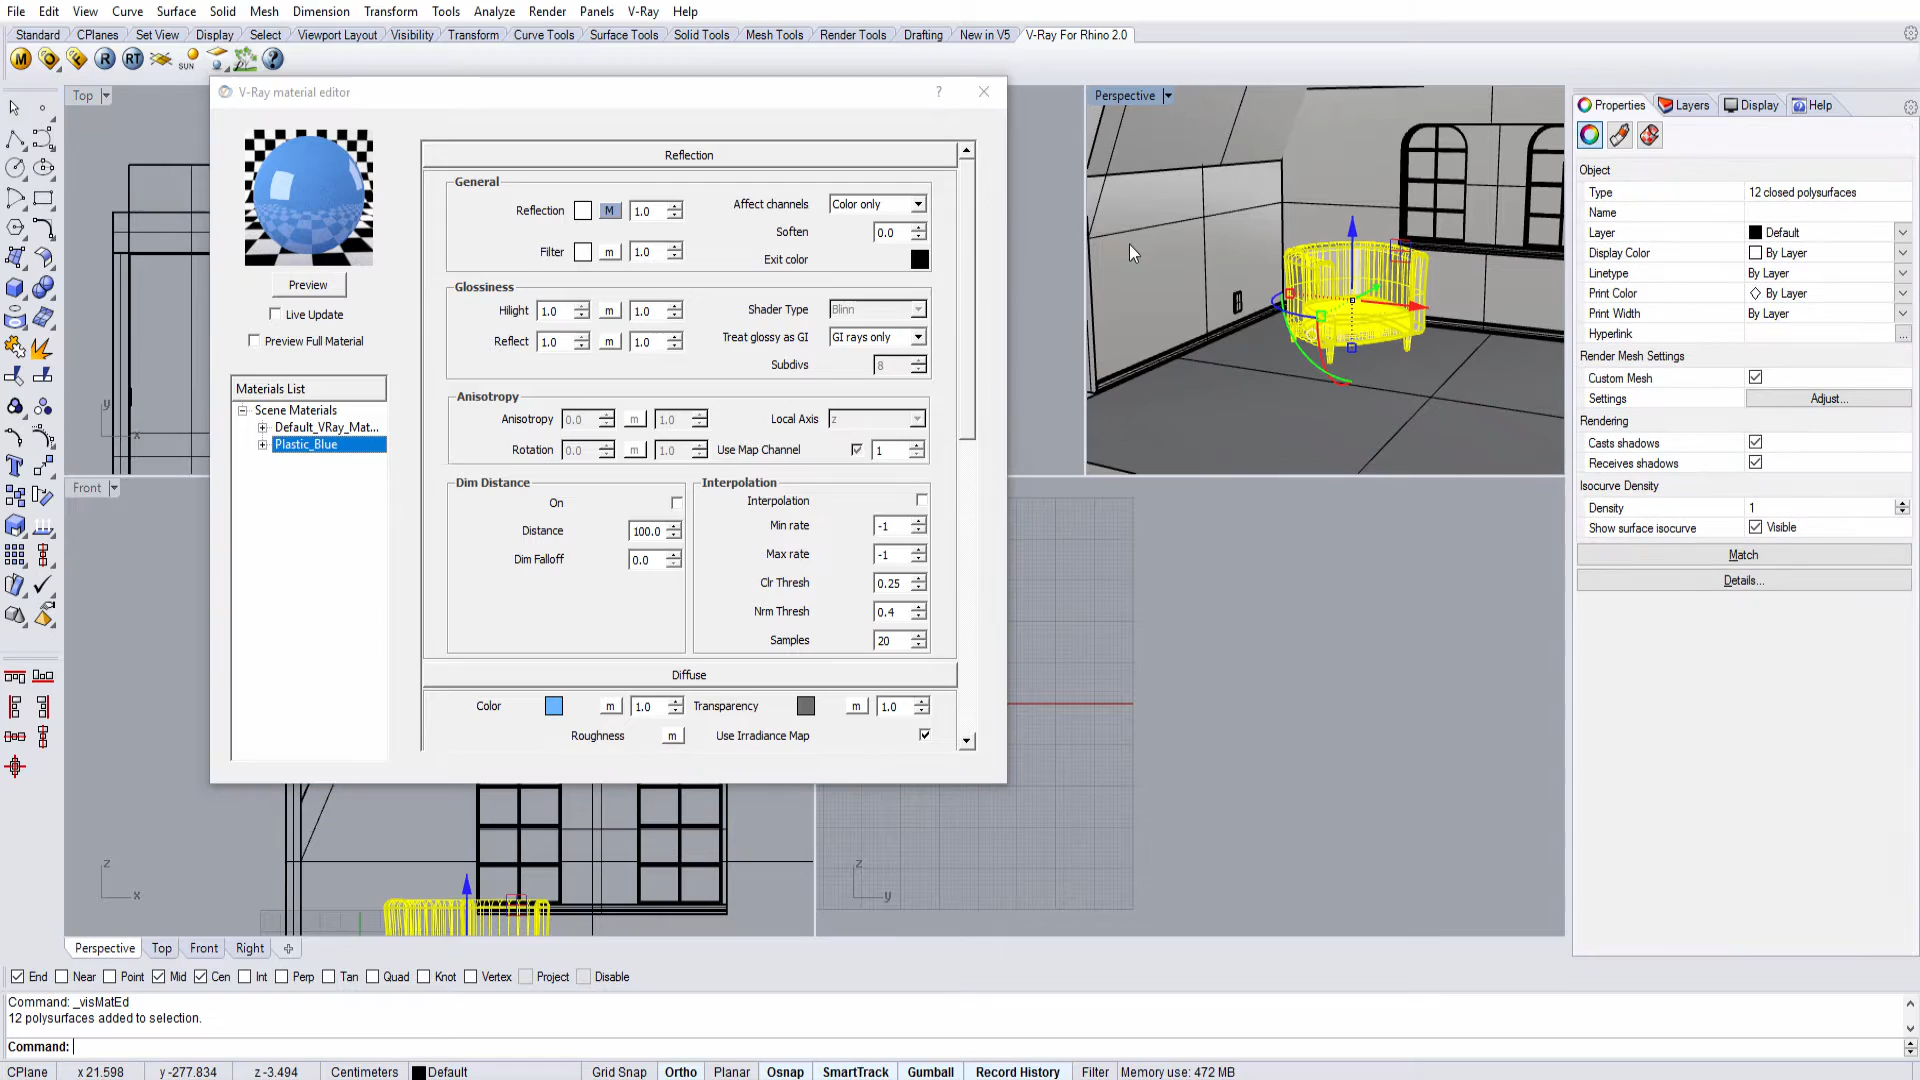 File Edit View Curve Surface Solid Mesh Dimension Transform Tools Analyze Render Panels V-Ray Help
Standard CPlanes Set View Display Select Viewport Layout Visibility Transform Curve Tools Surface Tools Solid Tools Mesh Tools Render Tools Drafting New in V5 V-Ray For Rhino 2.0
M R RT SUN ?
Top
V-Ray material editor ?
Preview
Live Update
Preview Full Material
Materials List
Scene Materials
Default_VRay_Mat...
Plastic_Blue
Reflection
General
Reflection M 1.0 Affect channels Color only
Soften 0.0
Filter m 1.0 Exit color
Glossiness
Hilight 1.0 m 1.0 Shader Type Blinn
Reflect 1.0 m 1.0 Treat glossy as GI GI rays only
Subdivs 8
Anisotropy
Anisotropy 0.0 m 1.0 Local Axis z
Rotation 0.0 m 1.0 Use Map Channel 1
Dim Distance
On
Distance 100.0
Dim Falloff 0.0
Interpolation
Interpolation
Min rate -1
Max rate -1
Clr Thresh 0.25
Nrm Thresh 0.4
Samples 20
Diffuse
Color m 1.0 Transparency m 1.0
Roughness m Use Irradiance Map
Perspective
y
x
Front
z
x
z
y
Properties Layers Display Help
Object
Type 12 closed polysurfaces
Name
Layer Default
Display Color By Layer
Linetype By Layer
Print Color By Layer
Print Width By Layer
Hyperlink ...
Render Mesh Settings
Custom Mesh
Settings Adjust...
Rendering
Casts shadows
Receives shadows
Isocurve Density
Density 1
Show surface isocurve Visible
Match
Details...
Perspective Top Front Right
End Near Point Mid Cen Int Perp Tan Quad Knot Vertex Project Disable
Command: _visMatEd
12 polysurfaces added to selection.
Command:
CPlane x 21.598 y -277.834 z -3.494 Centimeters Default Grid Snap Ortho Planar Osnap SmartTrack Gumball Record History Filter Memory use: 472 MB